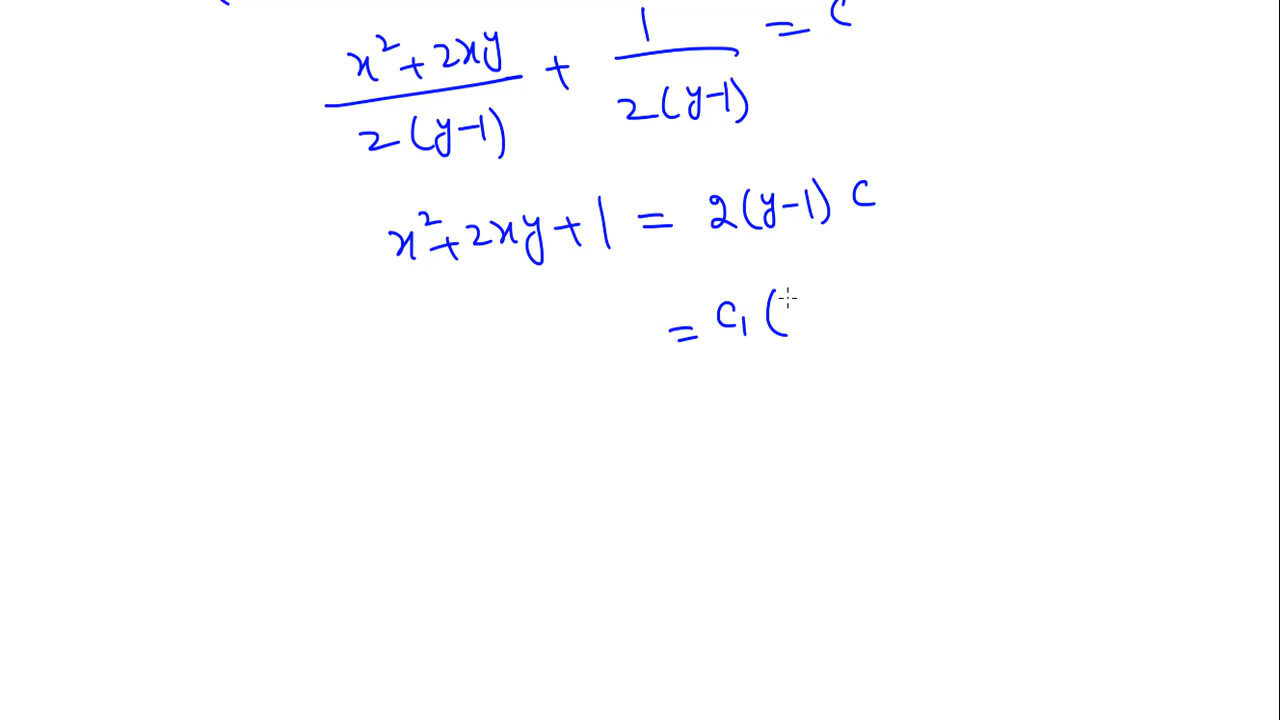 x²+2xy / 2(y-1) + 1 / 2(y-1) = c
x²+2xy+1 = 2(y-1) c
= c₁ (